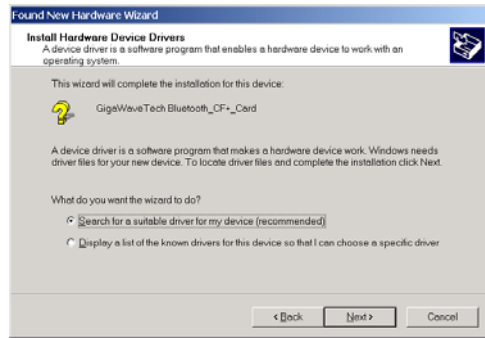 Found New Hardware Wizard
Install Hardware Device Drivers
A device driver is a software program that enables a hardware device to work with an
operating system.
This wizard will complete the installation for this device:
GigaWaveTech Bluetooth_CF+_Card
A device driver is a software program that makes a hardware device work. Windows needs
driver files for your new device. To locate driver files and complete the installation click Next.
What do you want the wizard to do?
Search for a suitable driver for my device (recommended)
Display a list of the known drivers for this device so that I can choose a specific driver
< Back Next > Cancel